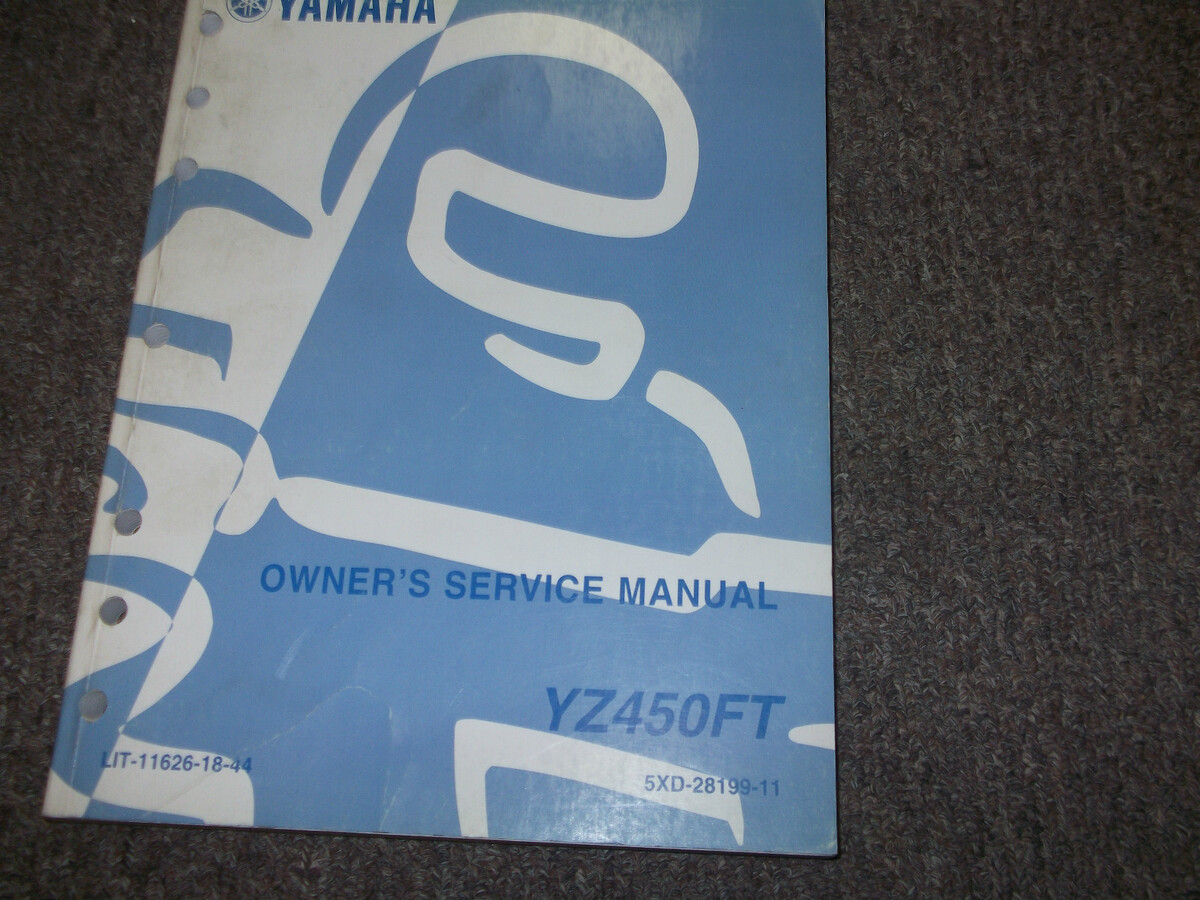 YAMAHA
OWNER'S SERVICE MANUAL
YZ450FT
LIT-11626-18-44
5XD-28199-11